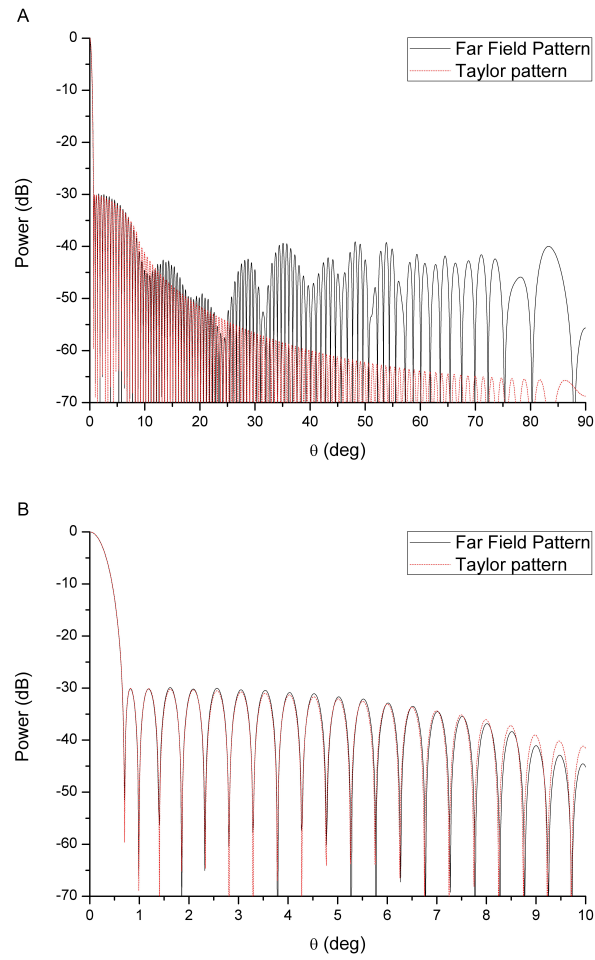 A
Far Field Pattern
Taylor pattern
Power (dB)
0
-10
-20
-30
-40
-50
-60
-70
0 10 20 30 40 50 60 70 80 90
θ (deg)
B
Far Field Pattern
Taylor pattern
Power (dB)
0
-10
-20
-30
-40
-50
-60
-70
0 1 2 3 4 5 6 7 8 9 10
θ (deg)